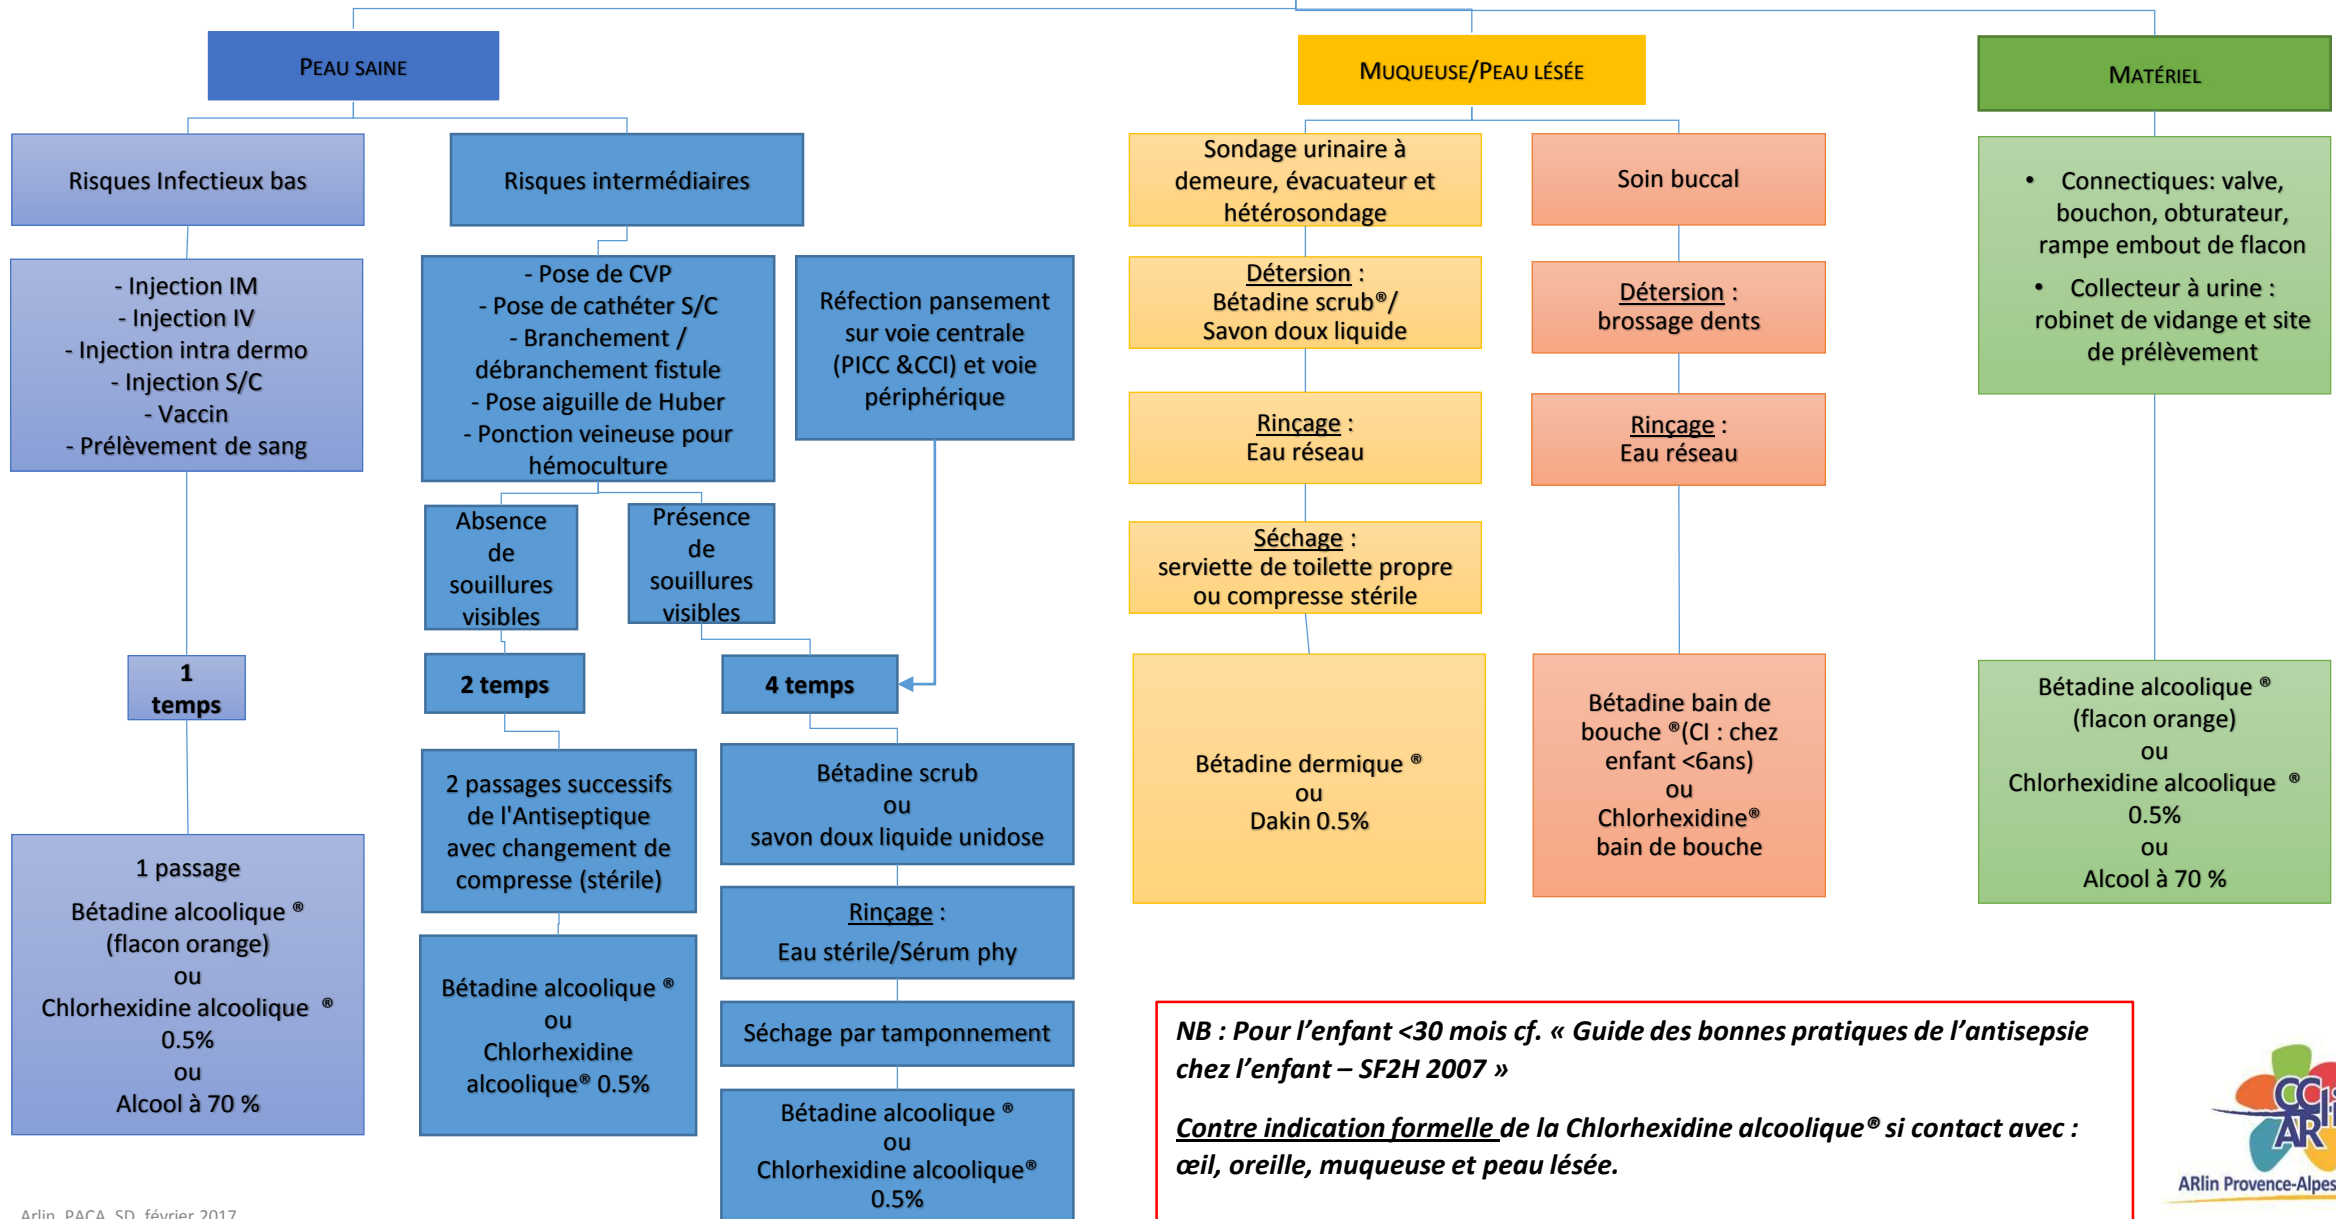 PEAU SAINE
MUQUEUSE/PEAU LÉSÉE
MATÉRIEL
Risques Infectieux bas
- Injection IM
- Injection IV
- Injection intra dermo
- Injection S/C
- Vaccin
- Prélèvement de sang
1
temps
1 passage
Bétadine alcoolique ®
(flacon orange)
ou
Chlorhexidine alcoolique ®
0.5%
ou
Alcool à 70 %
Risques intermédiaires
- Pose de CVP
- Pose de cathéter S/C
- Branchement /
débranchement fistule
- Pose aiguille de Huber
- Ponction veineuse pour
hémoculture
Réfection pansement
sur voie centrale
(PICC &CCI) et voie
périphérique
Absence
de
souillures
visibles
Présence
de
souillures
visibles
2 temps
4 temps
2 passages successifs
de l'Antiseptique
avec changement de
compresse (stérile)
Bétadine alcoolique ®
ou
Chlorhexidine
alcoolique® 0.5%
Bétadine scrub
ou
savon doux liquide unidose
Rinçage :
Eau stérile/Sérum phy
Séchage par tamponnement
Bétadine alcoolique ®
ou
Chlorhexidine alcoolique®
0.5%
Sondage urinaire à
demeure, évacuateur et
hétérosondage
Détersion :
Bétadine scrub®/
Savon doux liquide
Rinçage :
Eau réseau
Séchage :
serviette de toilette propre
ou compresse stérile
Bétadine dermique ®
ou
Dakin 0.5%
Soin buccal
Détersion :
brossage dents
Rinçage :
Eau réseau
Bétadine bain de
bouche ®(CI : chez
enfant <6ans)
ou
Chlorhexidine®
bain de bouche
• Connectiques: valve,
bouchon, obturateur,
rampe embout de flacon
• Collecteur à urine :
robinet de vidange et site
de prélèvement
Bétadine alcoolique ®
(flacon orange)
ou
Chlorhexidine alcoolique ®
0.5%
ou
Alcool à 70 %
NB : Pour l'enfant <30 mois cf. « Guide des bonnes pratiques de l'antisepsie
chez l'enfant – SF2H 2007 »
Contre indication formelle de la Chlorhexidine alcoolique® si contact avec :
œil, oreille, muqueuse et peau lésée.
ARlin Provence-Alpes
Arlin PACA SD février 2017